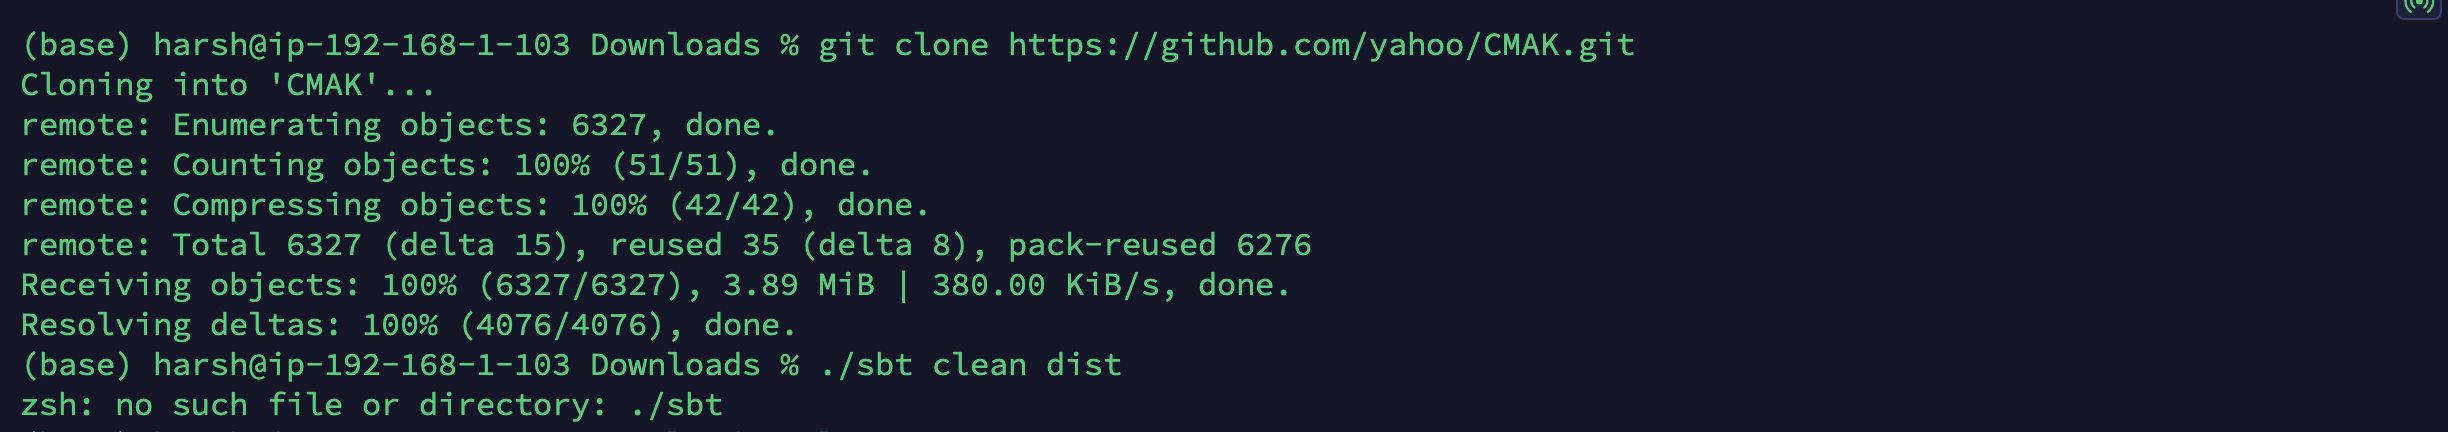 (base) harsh@ip-192-168-1-103 Downloads % git clone https://github.com/yahoo/CMAK.git
Cloning into 'CMAK'...
remote: Enumerating objects: 6327, done.
remote: Counting objects: 100% (51/51), done.
remote: Compressing objects: 100% (42/42), done.
remote: Total 6327 (delta 15), reused 35 (delta 8), pack-reused 6276
Receiving objects: 100% (6327/6327), 3.89 MiB | 380.00 KiB/s, done.
Resolving deltas: 100% (4076/4076), done.
(base) harsh@ip-192-168-1-103 Downloads % ./sbt clean dist
zsh: no such file or directory: ./sbt